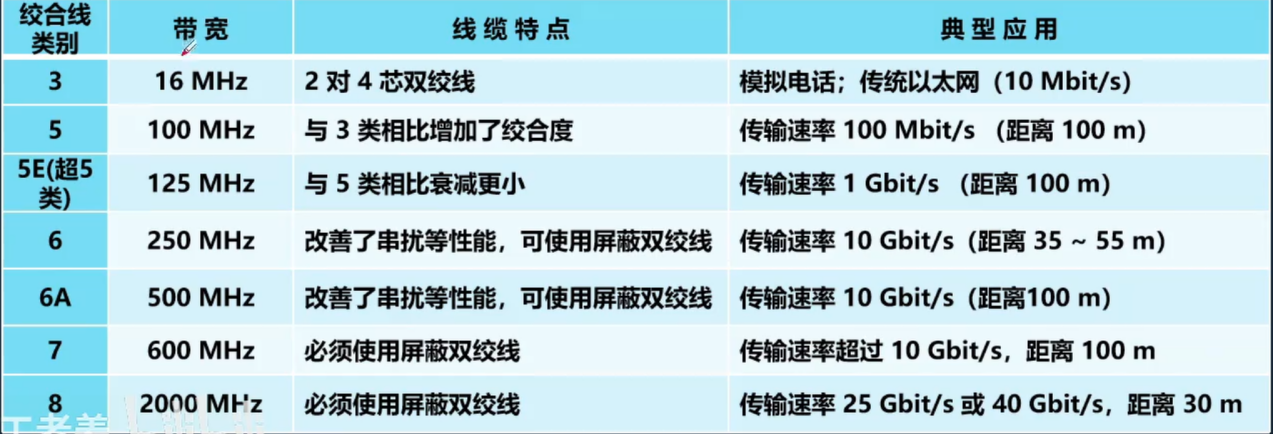 绞合线类别 带宽 线缆特点 典型应用
3 16 MHz 2 对 4 芯双绞线 模拟电话；传统以太网（10 Mbit/s）
5 100 MHz 与 3 类相比增加了绞合度 传输速率 100 Mbit/s （距离 100 m）
5E(超5类) 125 MHz 与 5 类相比衰减更小 传输速率 1 Gbit/s （距离 100 m）
6 250 MHz 改善了串扰等性能，可使用屏蔽双绞线 传输速率 10 Gbit/s（距离 35 ~ 55 m）
6A 500 MHz 改善了串扰等性能，可使用屏蔽双绞线 传输速率 10 Gbit/s（距离100 m）
7 600 MHz 必须使用屏蔽双绞线 传输速率超过 10 Gbit/s，距离 100 m
8 2000 MHz 必须使用屏蔽双绞线 传输速率 25 Gbit/s 或 40 Gbit/s，距离 30 m